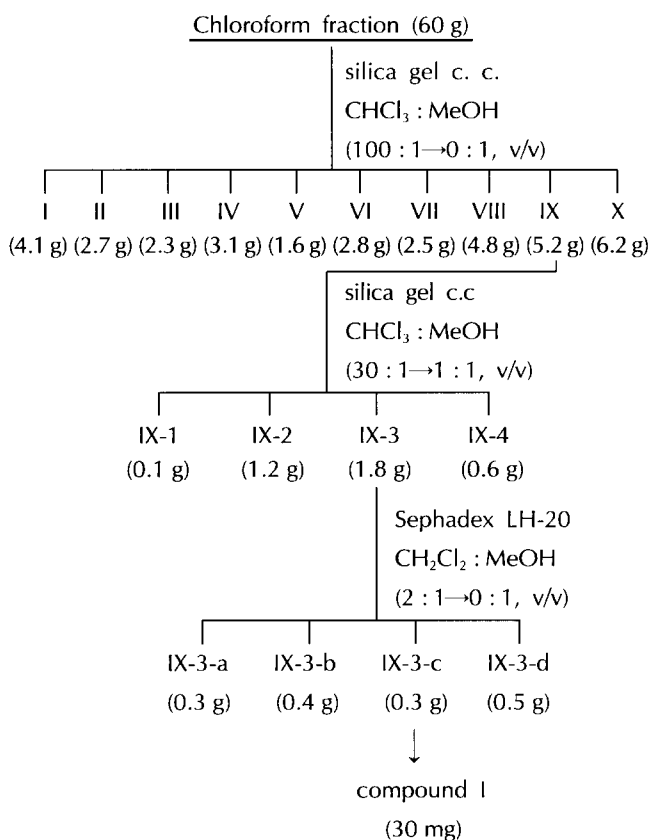 Chloroform fraction (60 g)
silica gel c. c.
CHCl₃ : MeOH
(100 : 1→0 : 1, v/v)
I II III IV V VI VII VIII IX X
(4.1 g) (2.7 g) (2.3 g) (3.1 g) (1.6 g) (2.8 g) (2.5 g) (4.8 g) (5.2 g) (6.2 g)
silica gel c.c
CHCl₃ : MeOH
(30 : 1→1 : 1, v/v)
IX-1 IX-2 IX-3 IX-4
(0.1 g) (1.2 g) (1.8 g) (0.6 g)
Sephadex LH-20
CH₂Cl₂ : MeOH
(2 : 1→0 : 1, v/v)
IX-3-a IX-3-b IX-3-c IX-3-d
(0.3 g) (0.4 g) (0.3 g) (0.5 g)
compound I
(30 mg)